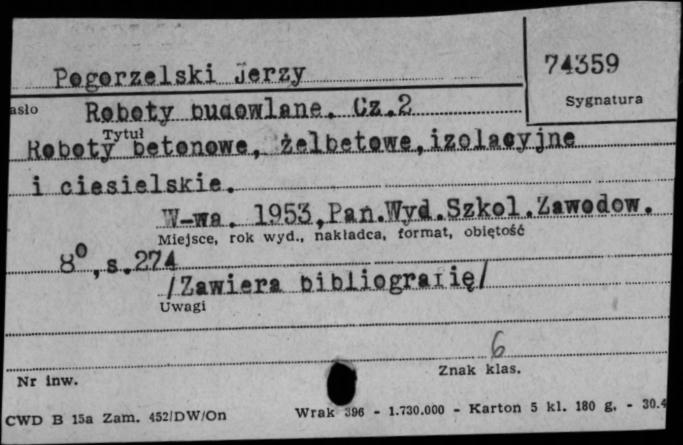 Pogorzelski Jerzy
74359
asło
Roboty budowlane. Cz.2
Sygnatura
Tytuł
Roboty betonowe, żelbetowe, izolacyjne
i ciesielskie.
W-wa. 1953, Pań.Wyd.Szkol.Zawodow.
Miejsce, rok wyd., nakładca, format, objętość
8⁰, s.274
/Zawiera bibliografię/
Uwagi
6
Nr inw.
Znak klas.
CWD B 15a Zam. 452/DW/On
Wrak 396 - 1.730.000 - Karton 5 kl. 180 g. - 30.4